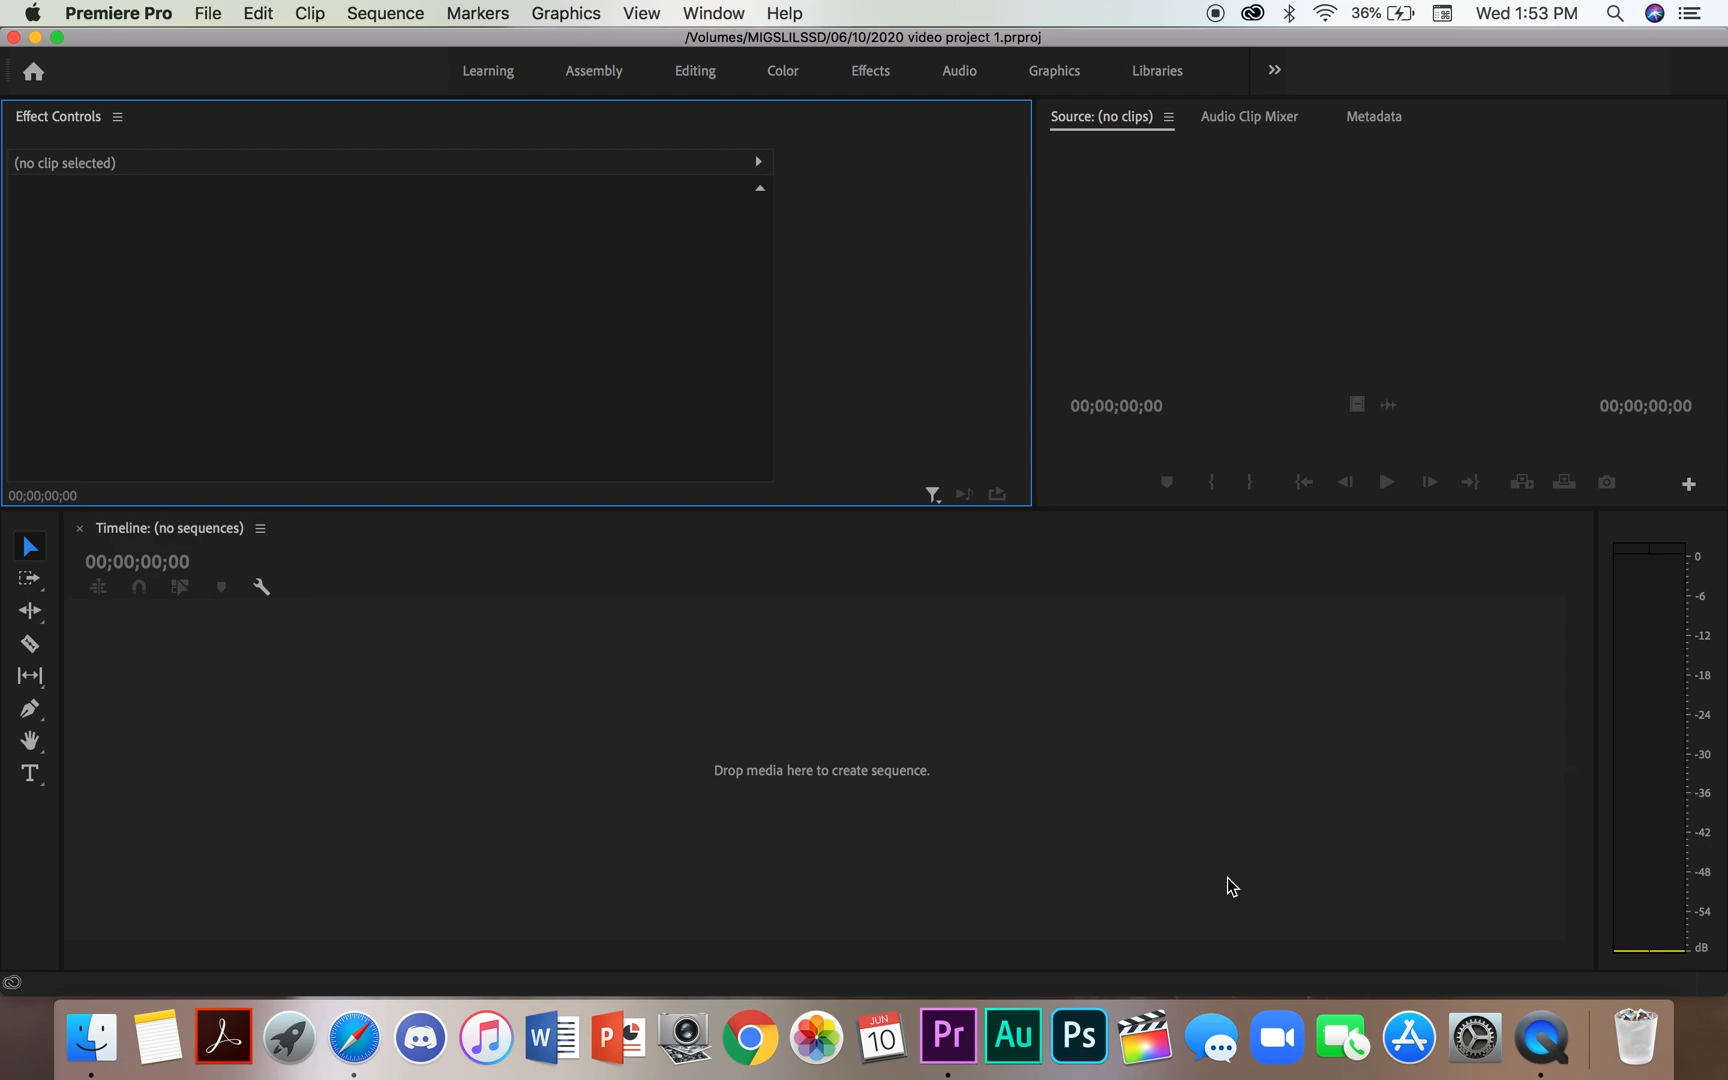 Premiere Pro File Edit Clip Sequence Markers Graphics View Window Help 36% Wed 1:53 PM
/Volumes/MIGSLILSSD/06/10/2020 video project 1.prproj
Learning Assembly Editing Color Effects Audio Graphics Libraries
Effect Controls
(no clip selected)
00;00;00;00
Source: (no clips) Audio Clip Mixer Metadata
00;00;00;00 00;00;00;00
Timeline: (no sequences)
00;00;00;00
Drop media here to create sequence.
T
0
-6
-12
-18
-24
-30
-36
-42
-48
-54
dB
W P JUN 10 Pr Au Ps